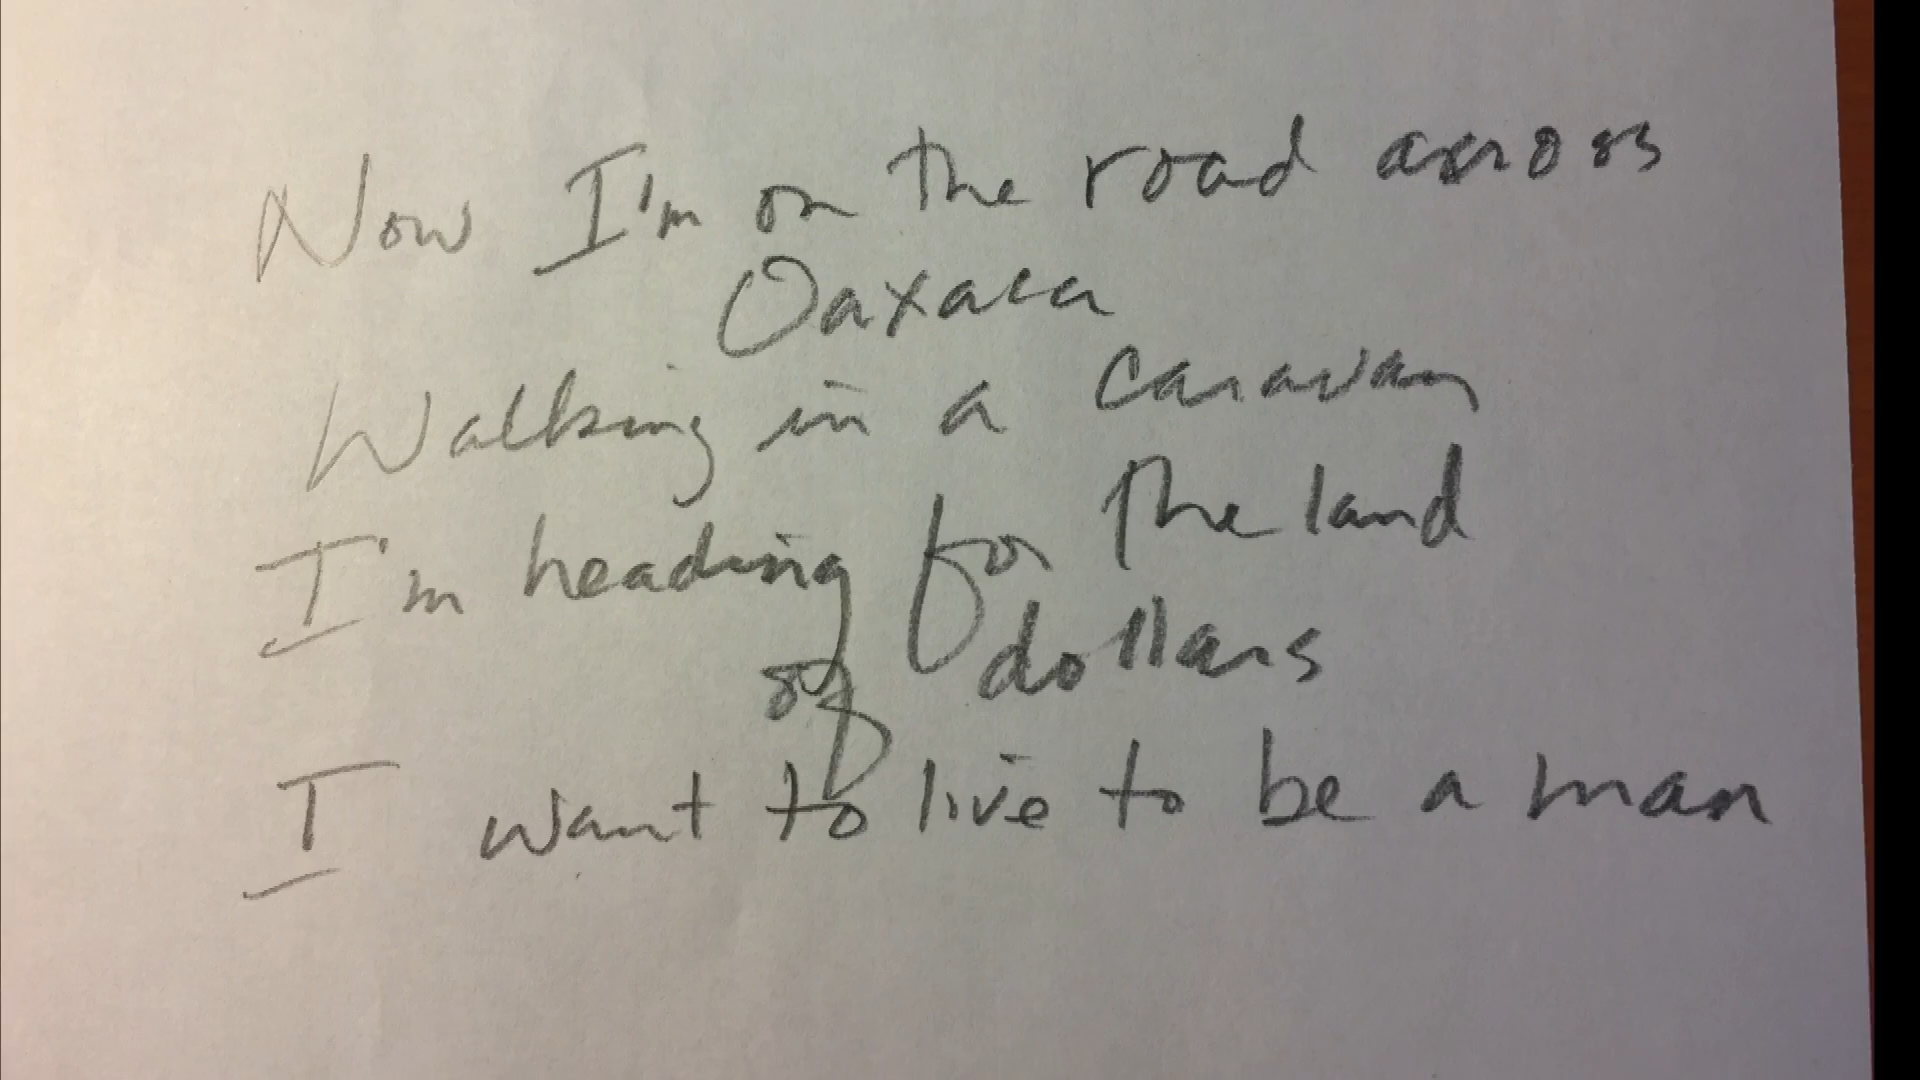 Now I'm on the road across
Oaxaca
Walking in a caravan
I'm heading for the land
of dollars
I want to live to be a man